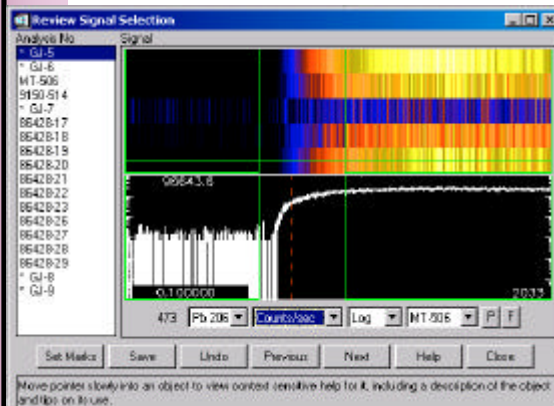 Review Signal Selection
Analysis No
Signal
* GJ-5
* GJ-6
MT-506
9150-514
* GJ-7
86428-17
86428-18
86428-19
86428-20
86428-21
86428-22
86428-23
86428-26
86428-27
86428-28
86428-29
* GJ-8
* GJ-9
98643.8
0.100000
2033
473
Pb 206
Counts/sec
Log
MT-506
P
F
Set Marks
Save
Undo
Previous
Next
Help
Close
Move pointer slowly into an object to view context sensitive help for it, including a description of the object
and tips on its use.